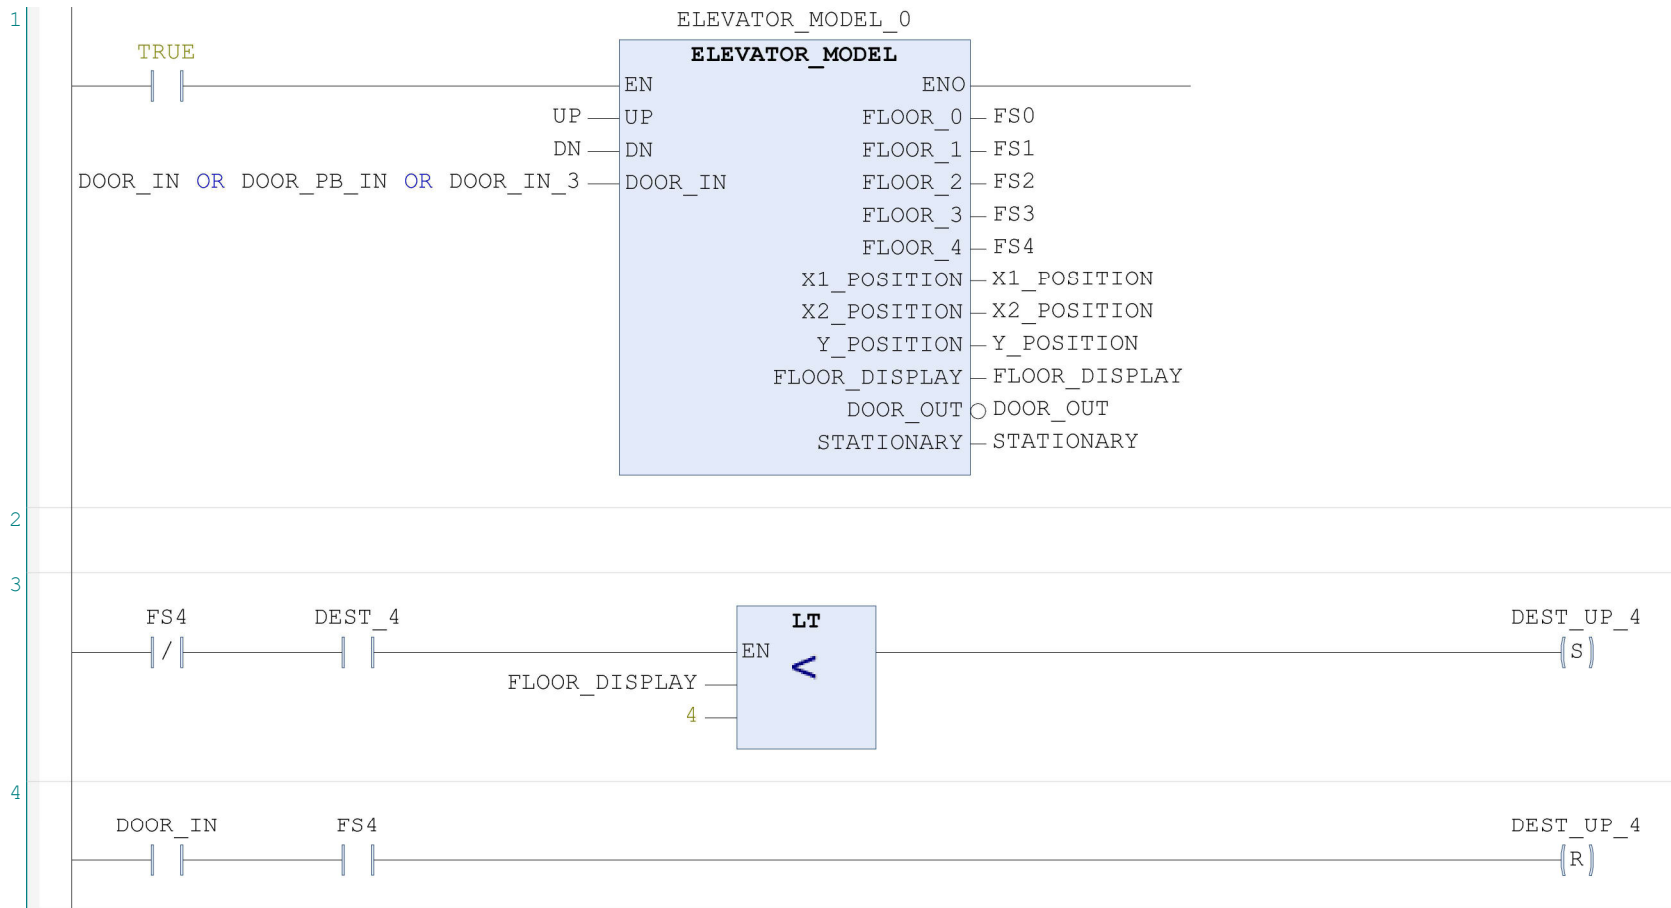 1
ELEVATOR_MODEL_0
TRUE
ELEVATOR_MODEL
EN ENO
UP UP FLOOR_0 FS0
DN DN FLOOR_1 FS1
DOOR_IN OR DOOR_PB_IN OR DOOR_IN_3 DOOR_IN FLOOR_2 FS2
FLOOR_3 FS3
FLOOR_4 FS4
X1_POSITION X1_POSITION
X2_POSITION X2_POSITION
Y_POSITION Y_POSITION
FLOOR_DISPLAY FLOOR_DISPLAY
DOOR_OUT DOOR_OUT
STATIONARY STATIONARY
2
3
FS4 DEST_4 LT DEST_UP_4
/ EN < S
FLOOR_DISPLAY
4
4
DOOR_IN FS4 DEST_UP_4
R